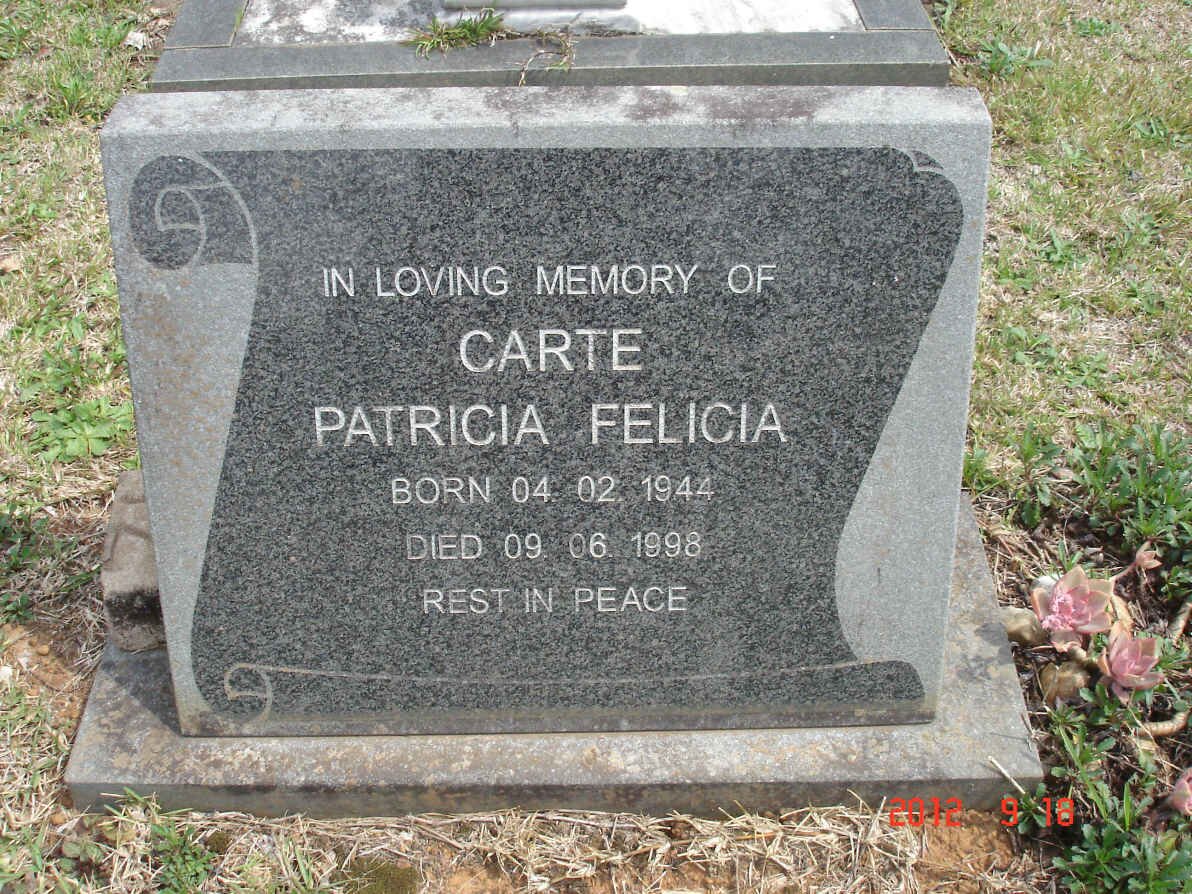 IN LOVING MEMORY OF
CARTE
PATRICIA FELICIA
BORN 04. 02. 1944
DIED 09. 06. 1998
REST IN PEACE
2012 9 18